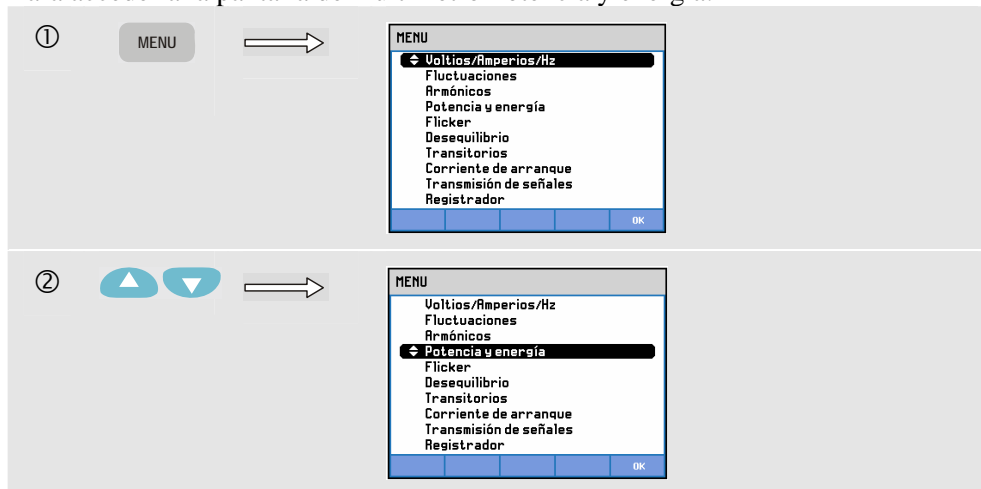 ①
MENU
MENU
Voltios/Amperios/Hz
Fluctuaciones
Armónicos
Potencia y energía
Flicker
Desequilibrio
Transitorios
Corriente de arranque
Transmisión de señales
Registrador
OK
②
MENU
Voltios/Amperios/Hz
Fluctuaciones
Armónicos
Potencia y energía
Flicker
Desequilibrio
Transitorios
Corriente de arranque
Transmisión de señales
Registrador
OK